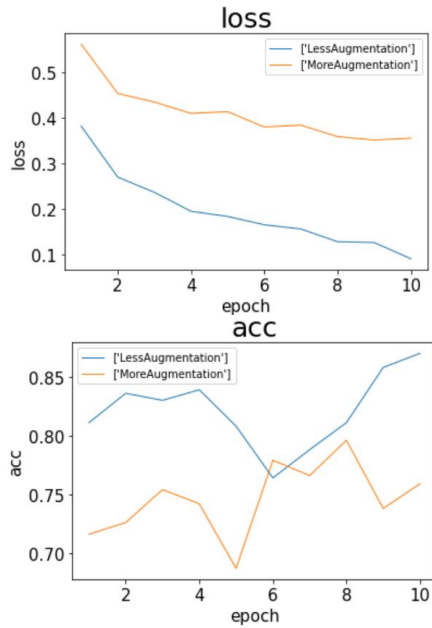 loss
['LessAugmentation']
['MoreAugmentation']
0.5
0.4
0.3
0.2
0.1
loss
2 4 6 8 10
epoch
acc
['LessAugmentation']
['MoreAugmentation']
0.85
0.80
0.75
0.70
acc
2 4 6 8 10
epoch